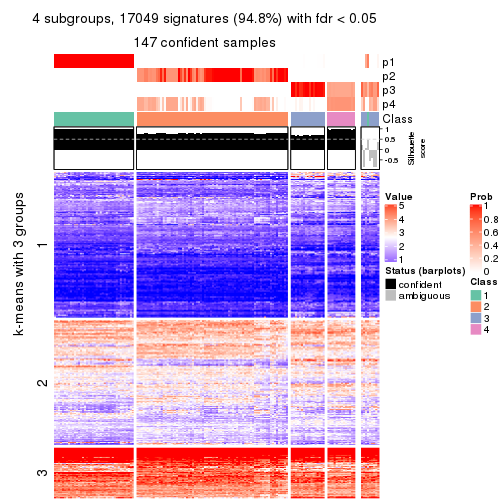 4 subgroups, 17049 signatures (94.8%) with fdr < 0.05
147 confident samples
p1
p2
p3
p4
Class
1
0.5
0
-0.5
Silhouette
score
k-means with 3 groups
1
2
3
Value
5
4
3
2
1
Status (barplots)
confident
ambiguous
Prob
1
0.8
0.6
0.4
0.2
0
Class
1
2
3
4